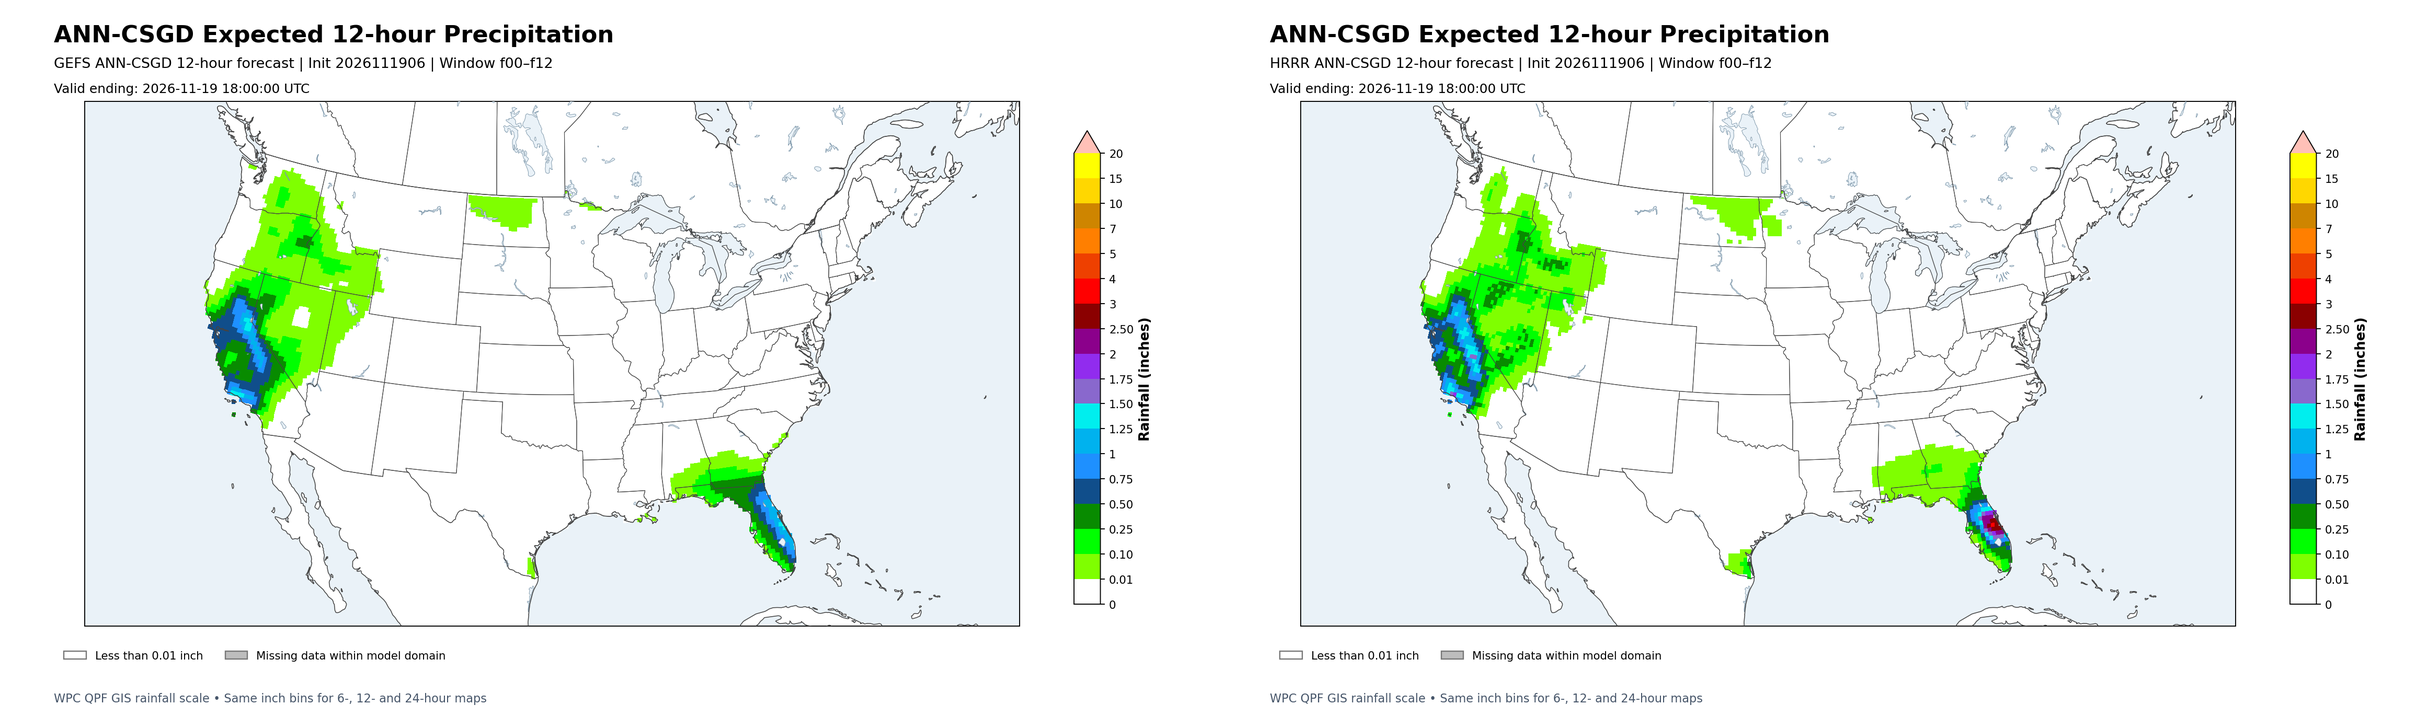 ANN-CSGD Expected 12-hour Precipitation
GEFS ANN-CSGD 12-hour forecast | Init 2026111906 | Window f00–f12
Valid ending: 2026-11-19 18:00:00 UTC
20
15
10
7
5
4
3
2.50
2
1.75
1.50
1.25
1
0.75
0.50
0.25
0.10
0.01
0
Rainfall (inches)
Less than 0.01 inch
Missing data within model domain
WPC QPF GIS rainfall scale • Same inch bins for 6-, 12- and 24-hour maps
ANN-CSGD Expected 12-hour Precipitation
HRRR ANN-CSGD 12-hour forecast | Init 2026111906 | Window f00–f12
Valid ending: 2026-11-19 18:00:00 UTC
20
15
10
7
5
4
3
2.50
2
1.75
1.50
1.25
1
0.75
0.50
0.25
0.10
0.01
0
Rainfall (inches)
Less than 0.01 inch
Missing data within model domain
WPC QPF GIS rainfall scale • Same inch bins for 6-, 12- and 24-hour maps